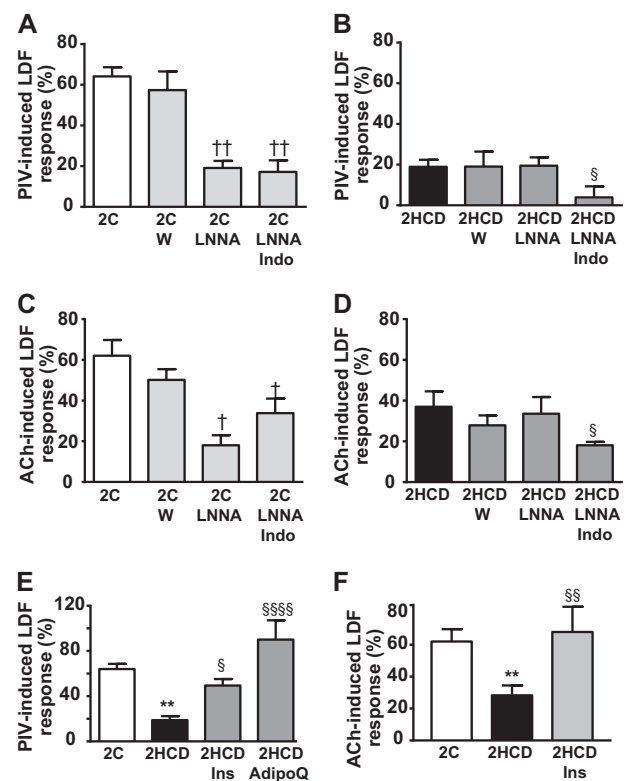 A
PIV-induced LDF
response (%)
80
60
40
20
0
††
††
2C
2C
2C
2C
W
LNNA
LNNA
Indo
B
PIV-induced LDF
response (%)
80
60
40
20
0
§
2HCD
2HCD
2HCD
2HCD
W
LNNA
LNNA
Indo
C
ACh-induced LDF
response (%)
80
60
40
20
0
†
†
2C
2C
2C
2C
W
LNNA
LNNA
Indo
D
ACh-induced LDF
response (%)
80
60
40
20
0
§
2HCD
2HCD
2HCD
2HCD
W
LNNA
LNNA
Indo
E
PIV-induced LDF
response (%)
120
80
40
0
**
§
§§§§
2C
2HCD
2HCD
2HCD
Ins
AdipoQ
F
ACh-induced LDF
response (%)
80
60
40
20
0
**
§§
2C
2HCD
2HCD
Ins